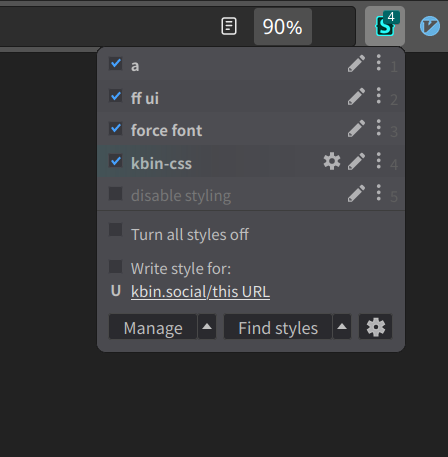 90%
S 4
a 1
ff ui 2
force font 3
kbin-css 4
disable styling 5
Turn all styles off
Write style for:
U kbin.social/this URL
Manage Find styles